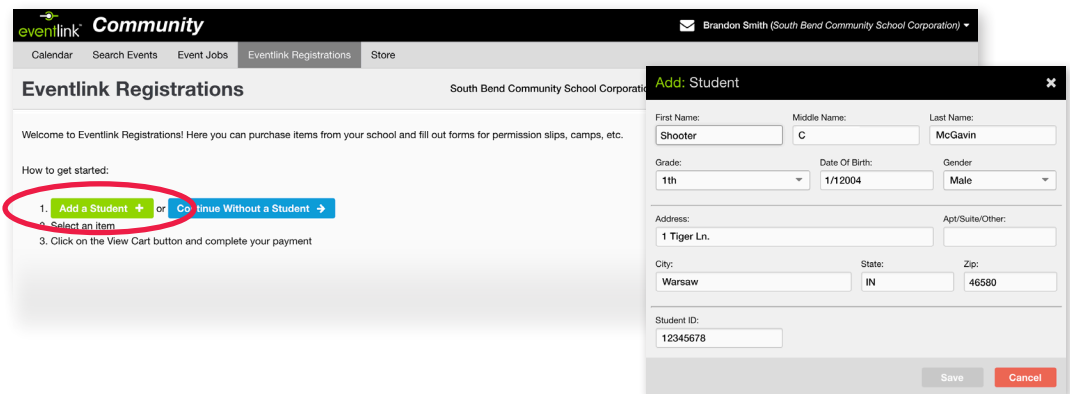 eventlink Community
Brandon Smith (South Bend Community School Corporation)
Calendar Search Events Event Jobs Eventlink Registrations Store
Eventlink Registrations
South Bend Community School Corporatio
Welcome to Eventlink Registrations! Here you can purchase items from your school and fill out forms for permission slips, camps, etc.
How to get started:
1. Add a Student + or Continue Without a Student →
2. Select an item
3. Click on the View Cart button and complete your payment
Add: Student
First Name: Middle Name: Last Name:
Shooter C McGavin
Grade: Date Of Birth: Gender
1th 1/12004 Male
Address: Apt/Suite/Other:
1 Tiger Ln.
City: State: Zip:
Warsaw IN 46580
Student ID:
12345678
Save Cancel